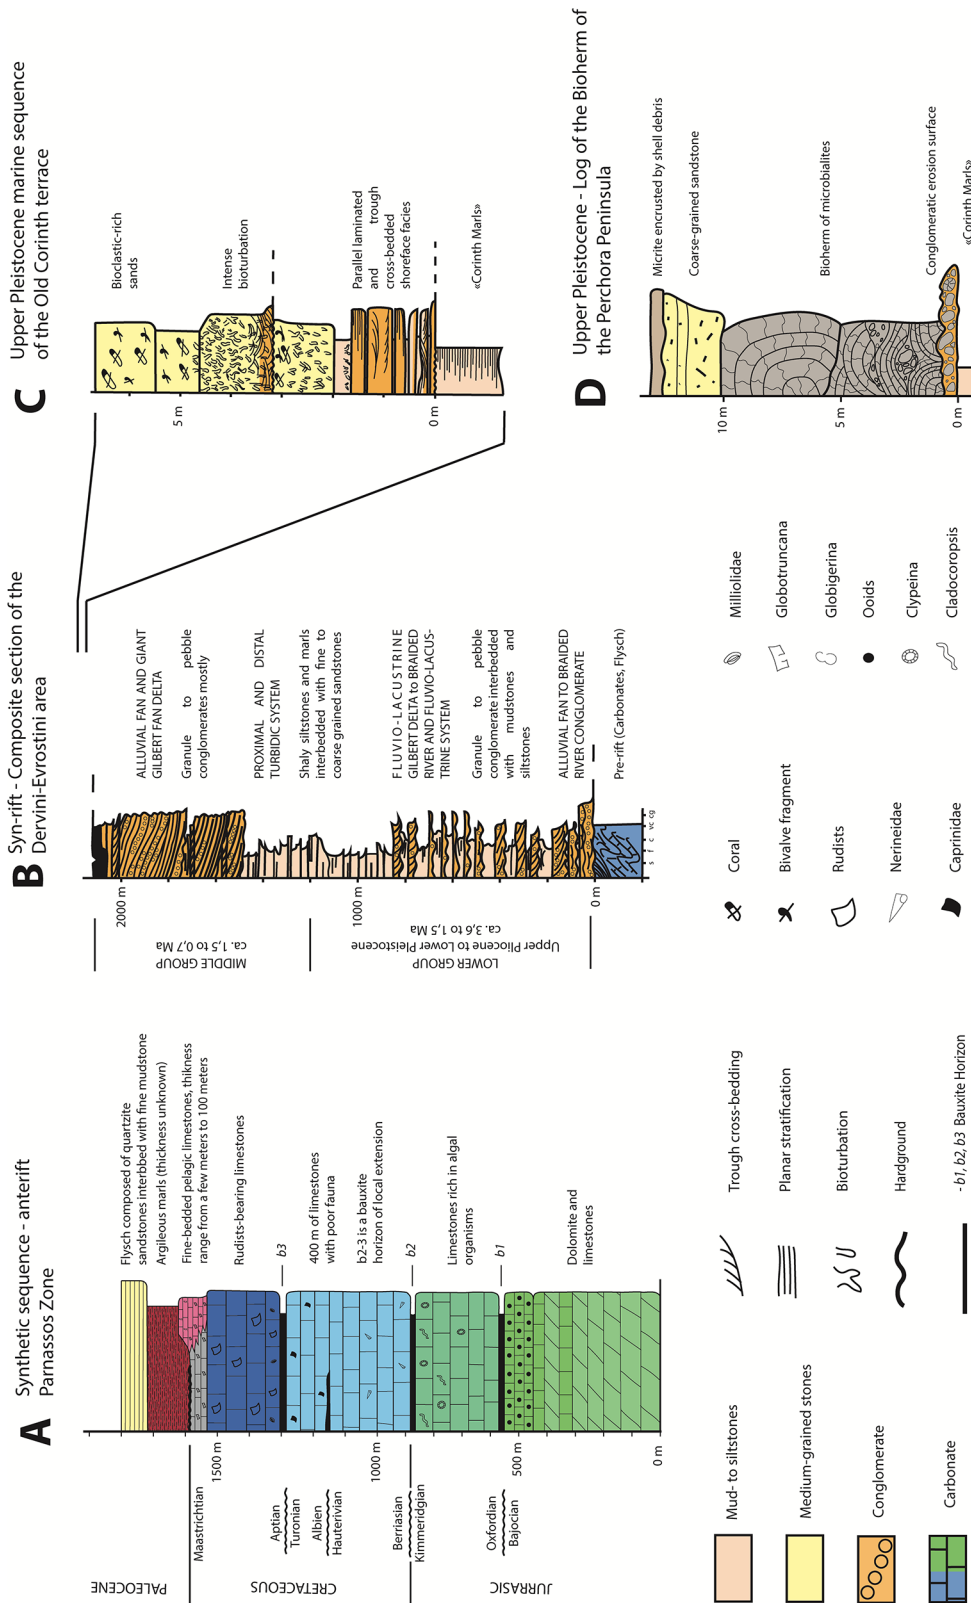 A
Synthetic sequence - anterift
Parnassos Zone
PALEOCENE
CRETACEOUS
JURRASIC
Maastrichtian
Aptian
Turonian
Albien
Hauterivian
Berriasian
Kimmeridgian
Oxfordian
Bajocian
1500 m
1000 m
500 m
0 m
Flysch composed of quartzite
sandstones interbbed with fine mudstone
Argileous marls (thickness unknown)
Fine-bedded pelagic limestones, thikness
range from a few meters to 100 meters
Rudists-bearing limestones
b3
400 m of limestones
with poor fauna
b2-3 is a bauxite
horizon of local extension
b2
Limestones rich in algal
organisms
b1
Dolomite and
limestones
B
Syn-rift - Composite section of the
Dervini-Evrostini area
MIDDLE GROUP
ca. 1,5 to 0,7 Ma
LOWER GROUP
Upper Pliocene to Lower Pleistocene
ca. 3,6 to 1,5 Ma
2000 m
1000 m
0 m
s f c vc cg
ALLUVIAL FAN AND GIANT
GILBERT FAN DELTA
Granule to pebble
conglomerates mostly
PROXIMAL AND DISTAL
TURBIDIC SYSTEM
Shaly siltstones and marls
interbedded with fine to
coarse grained sandstones
FLUVIO-LACUSTRINE
GILBERT DELTA to BRAIDED
RIVER AND FLUVIO-LACUS-
TRINE SYSTEM
Granule to pebble
conglomerate interbedded
with mudstones and
siltstones
ALLUVIAL FAN TO BRAIDED
RIVER CONGLOMERATE
Pre-rift (Carbonates, Flysch)
C
Upper Pleistocene marine sequence
of the Old Corinth terrace
5 m
0 m
Bioclastic-rich
sands
Intense
bioturbation
Parallel laminated
and trough
cross-bedded
shoreface facies
«Corinth Marls»
D
Upper Pleistocene - Log of the Bioherm of
the Perchora Peninsula
10 m
5 m
0 m
Micrite encrusted by shell debris
Coarse-grained sandstone
Bioherm of microbialites
Conglomeratic erosion surface
«Corinth Marls»
Mud- to siltstones
Medium-grained stones
Conglomerate
Carbonate
Trough cross-bedding
Planar stratification
Bioturbation
Hardground
- b1, b2, b3 Bauxite Horizon
Coral
Bivalve fragment
Rudists
Nerineidae
Caprinidae
Milliolidae
Globotruncana
Globigerina
Ooids
Clypeina
Cladocoropsis